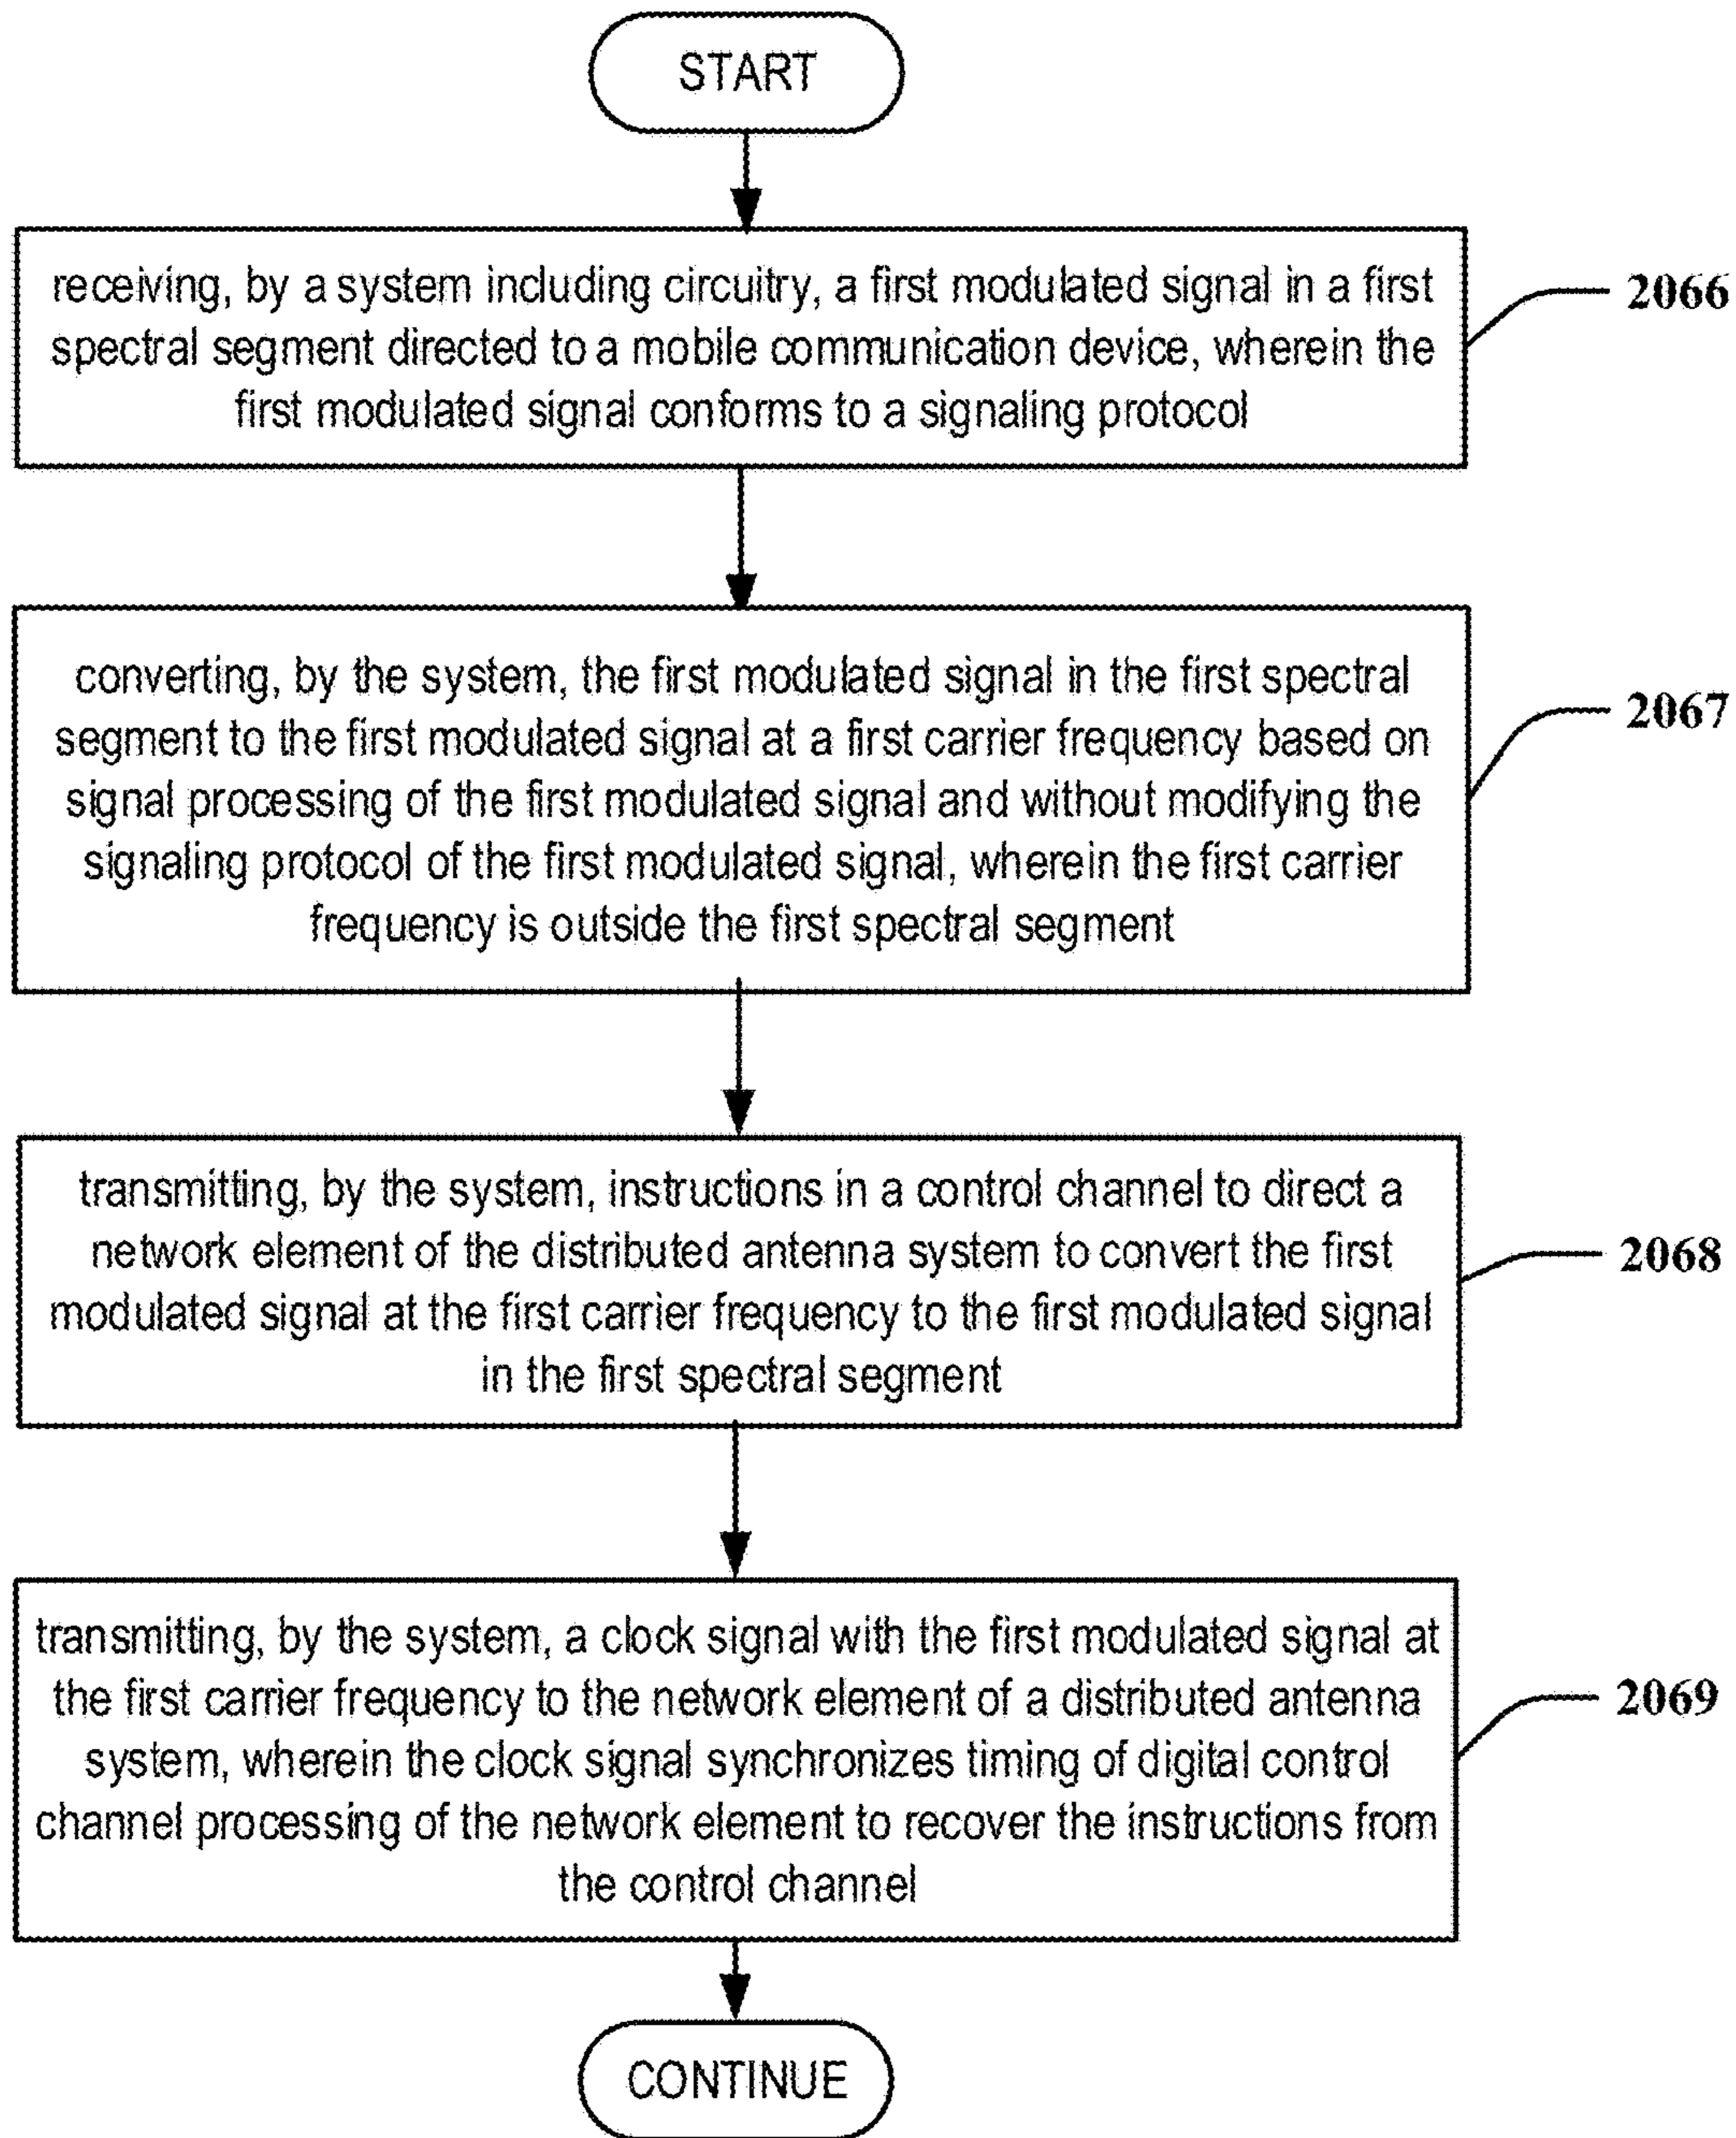 START
receiving, by a system including circuitry, a first modulated signal in a first
spectral segment directed to a mobile communication device, wherein the
first modulated signal conforms to a signaling protocol
2066
converting, by the system, the first modulated signal in the first spectral
segment to the first modulated signal at a first carrier frequency based on
signal processing of the first modulated signal and without modifying the
signaling protocol of the first modulated signal, wherein the first carrier
frequency is outside the first spectral segment
2067
transmitting, by the system, instructions in a control channel to direct a
network element of the distributed antenna system to convert the first
modulated signal at the first carrier frequency to the first modulated signal
in the first spectral segment
2068
transmitting, by the system, a clock signal with the first modulated signal at
the first carrier frequency to the network element of a distributed antenna
system, wherein the clock signal synchronizes timing of digital control
channel processing of the network element to recover the instructions from
the control channel
2069
CONTINUE